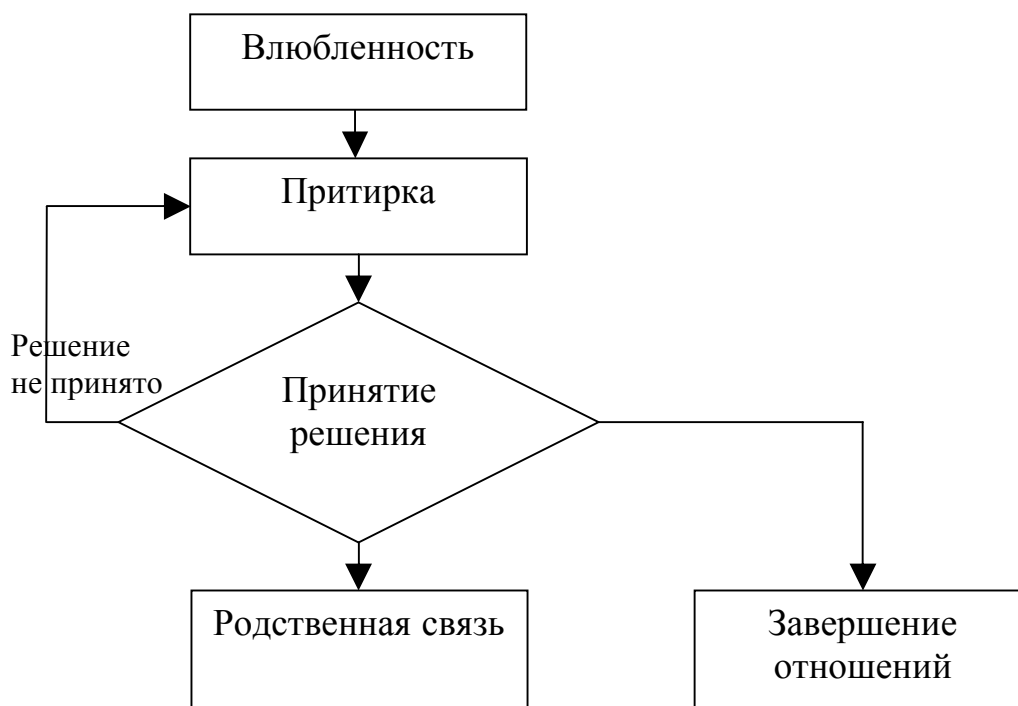 Влюбленность
Притирка
Решение
не принято
Принятие
решения
Родственная связь
Завершение
отношений